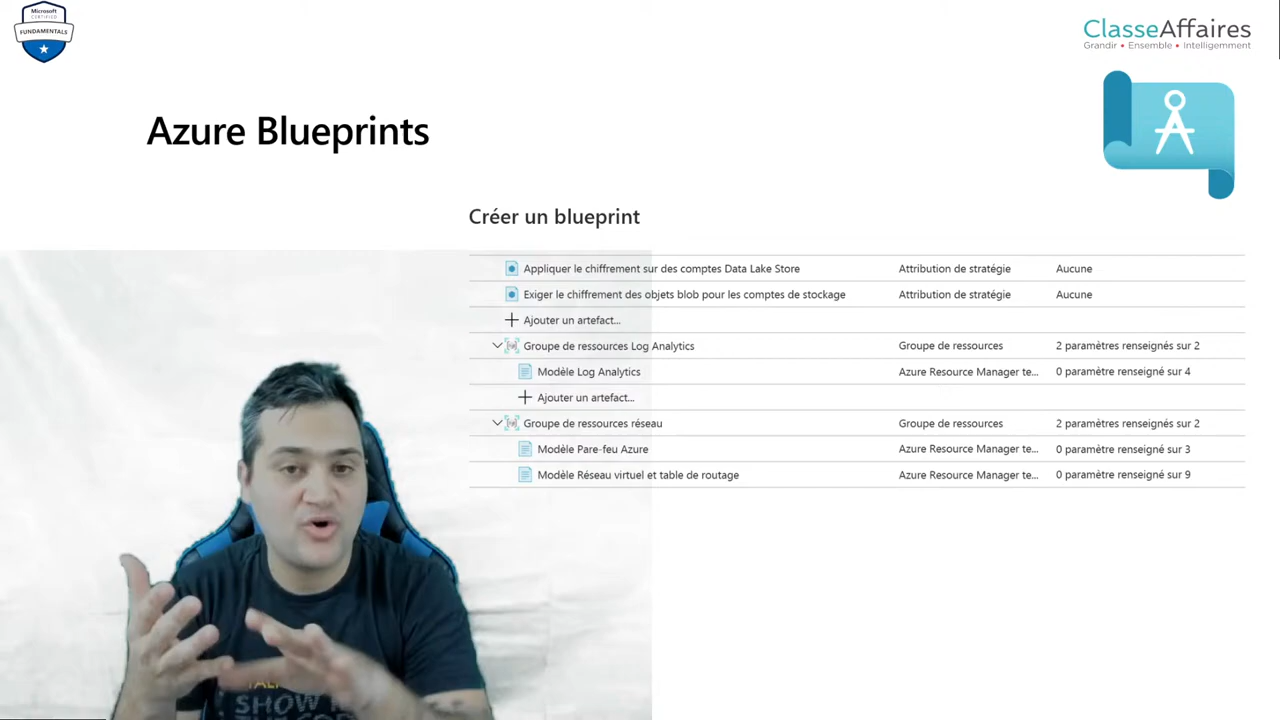 Microsoft
CERTIFIED
FUNDAMENTALS
ClasseAffaires
Grandir • Ensemble • Intelligemment
Azure Blueprints
Créer un blueprint
Appliquer le chiffrement sur des comptes Data Lake Store Attribution de stratégie Aucune
Exiger le chiffrement des objets blob pour les comptes de stockage Attribution de stratégie Aucune
Ajouter un artefact...
Groupe de ressources Log Analytics Groupe de ressources 2 paramètres renseignés sur 2
Modèle Log Analytics Azure Resource Manager te... 0 paramètre renseigné sur 4
Ajouter un artefact...
Groupe de ressources réseau Groupe de ressources 2 paramètres renseignés sur 2
Modèle Pare-feu Azure Azure Resource Manager te... 0 paramètre renseigné sur 3
Modèle Réseau virtuel et table de routage Azure Resource Manager te... 0 paramètre renseigné sur 9
SHOW